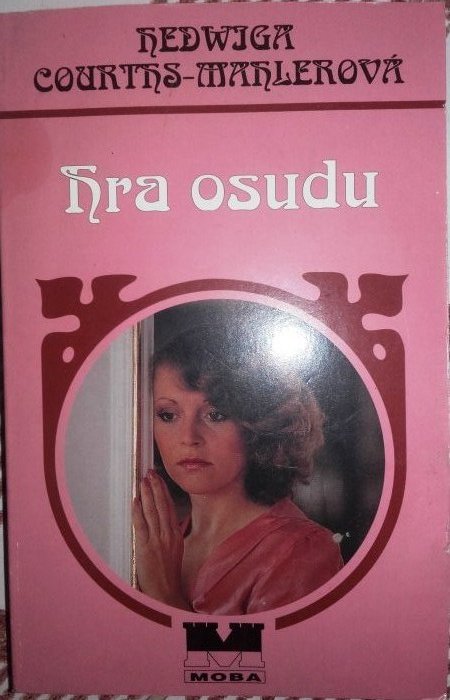 HEDWIGA
COURTHS-MAHLEROVÁ
hra osudu
M
MOBA